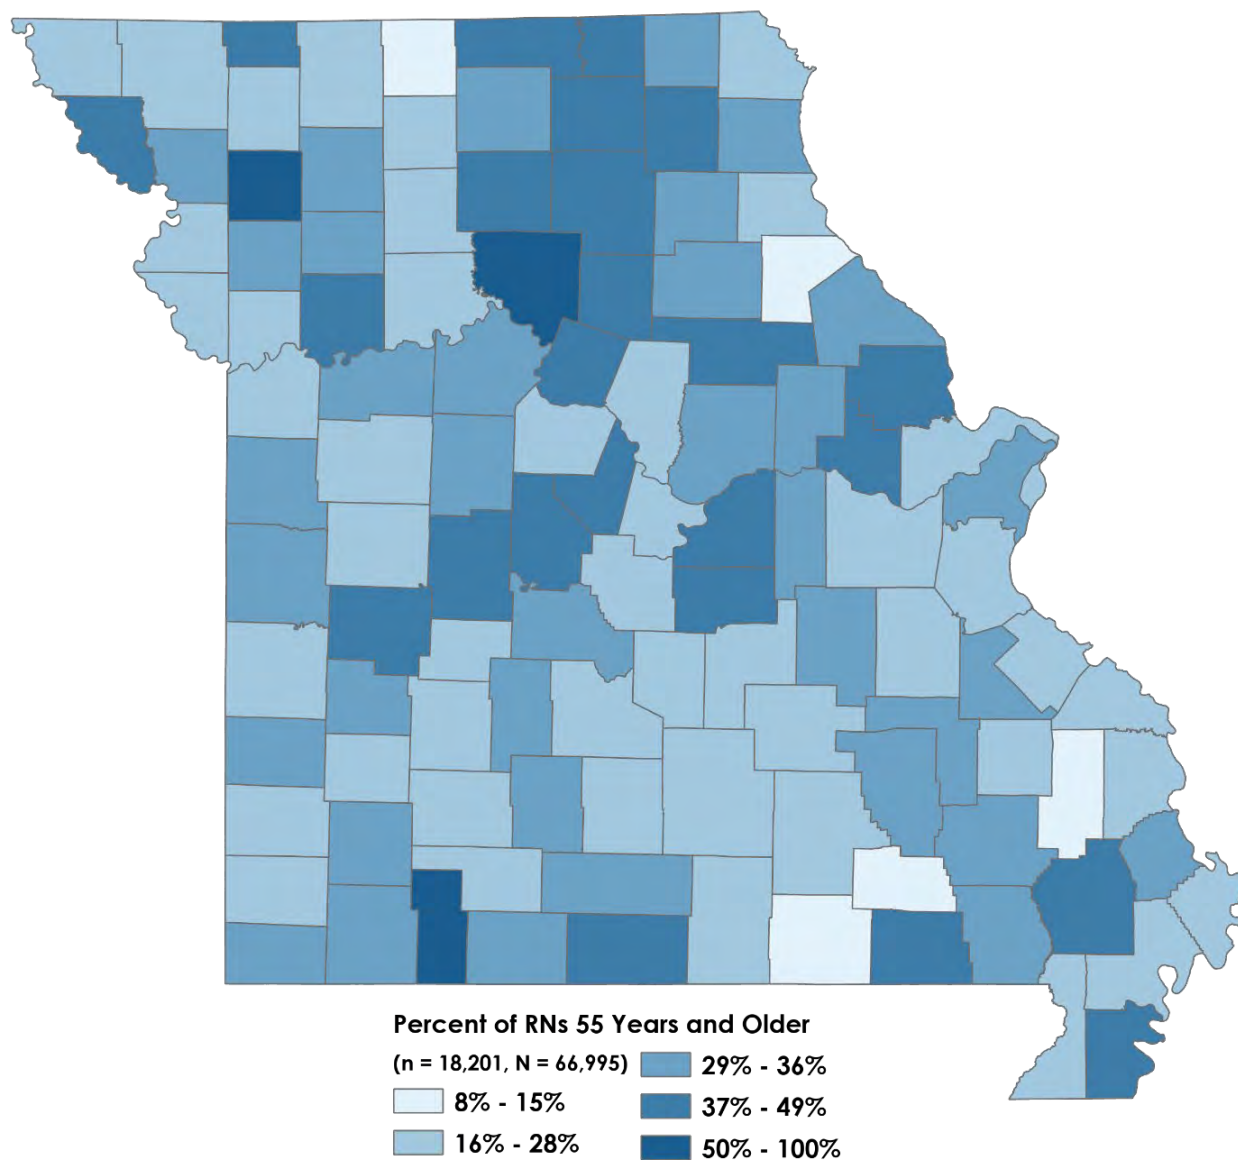 Percent of RNs 55 Years and Older
(n = 18,201, N = 66,995)
8% - 15%
16% - 28%
29% - 36%
37% - 49%
50% - 100%